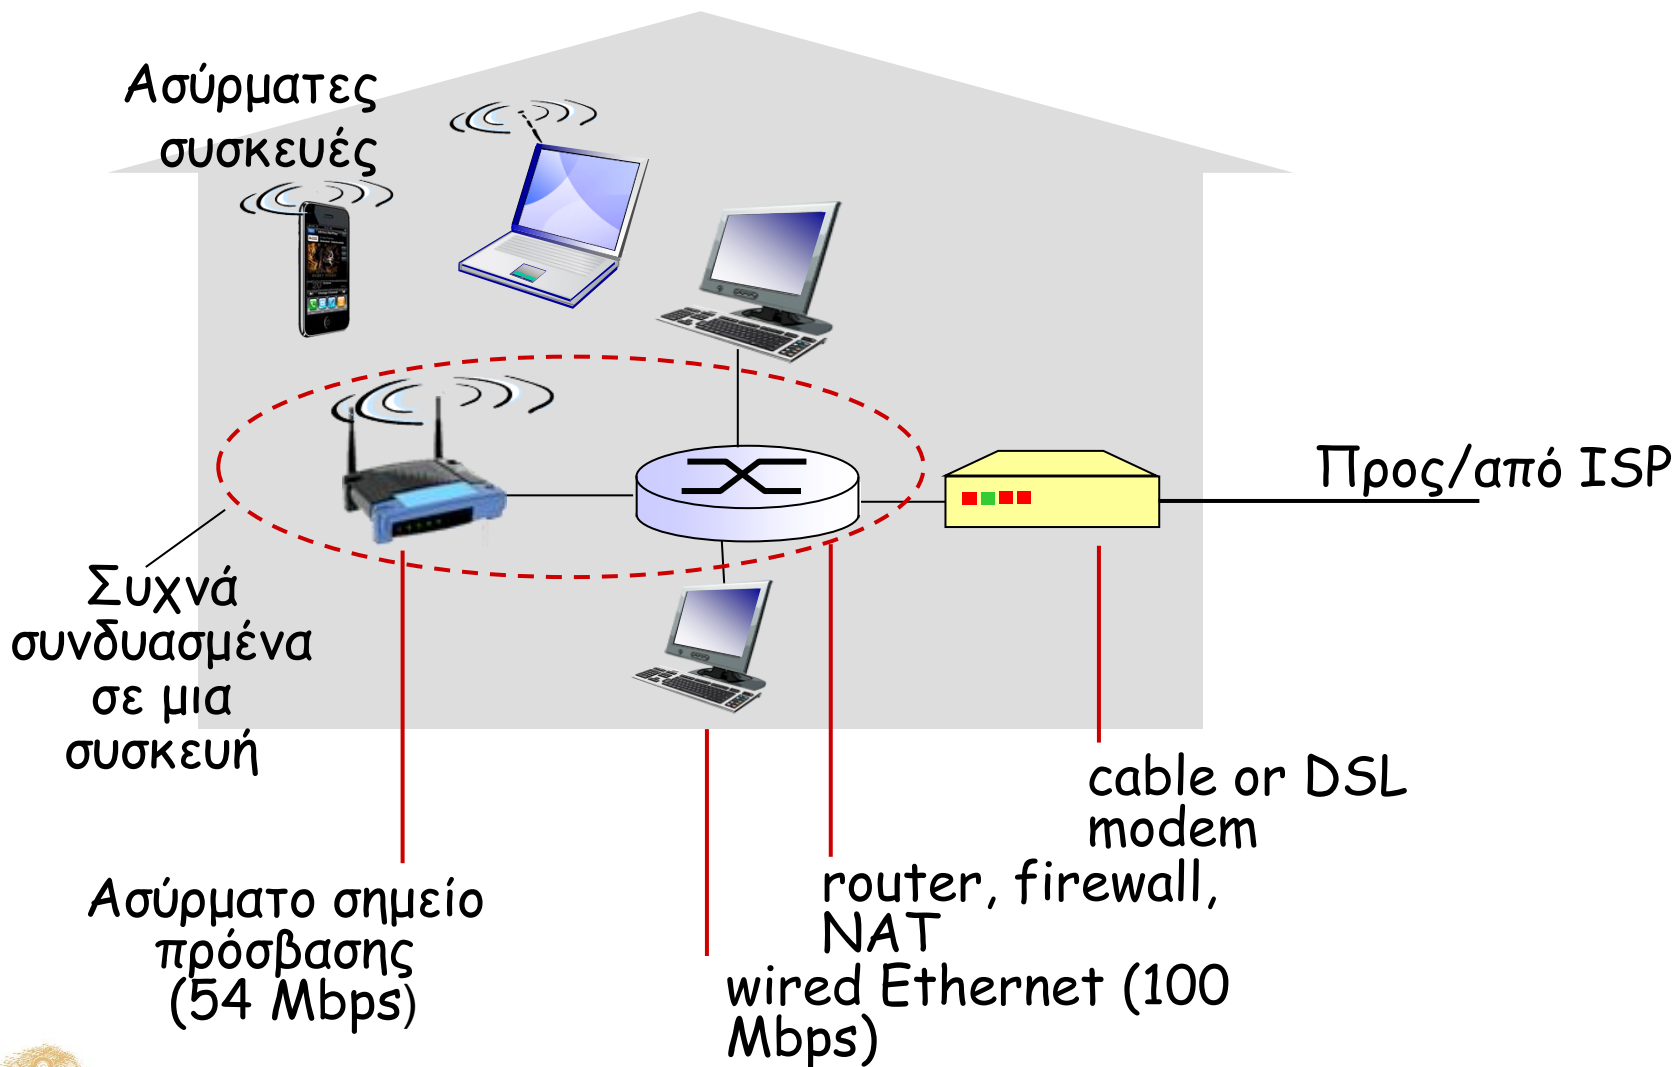 Ασύρματες
συσκευές
Προς/από ISP
Συχνά
συνδυασμένα
σε μια
συσκευή
cable or DSL
modem
router, firewall,
NAT
Ασύρματο σημείο
πρόσβασης
(54 Mbps)
wired Ethernet (100
Mbps)